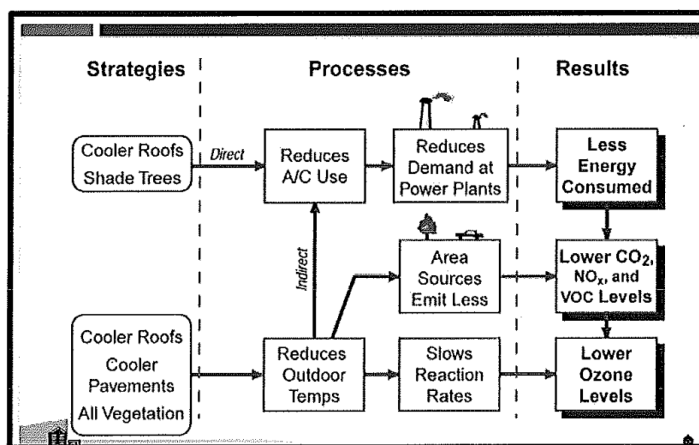 Strategies
Processes
Results
Cooler Roofs
Shade Trees
Direct
Reduces
A/C Use
Reduces
Demand at
Power Plants
Less
Energy
Consumed
Indirect
Area
Sources
Emit Less
Lower CO₂,
NOₓ, and
VOC Levels
Cooler Roofs
Cooler
Pavements
All Vegetation
Reduces
Outdoor
Temps
Slows
Reaction
Rates
Lower
Ozone
Levels